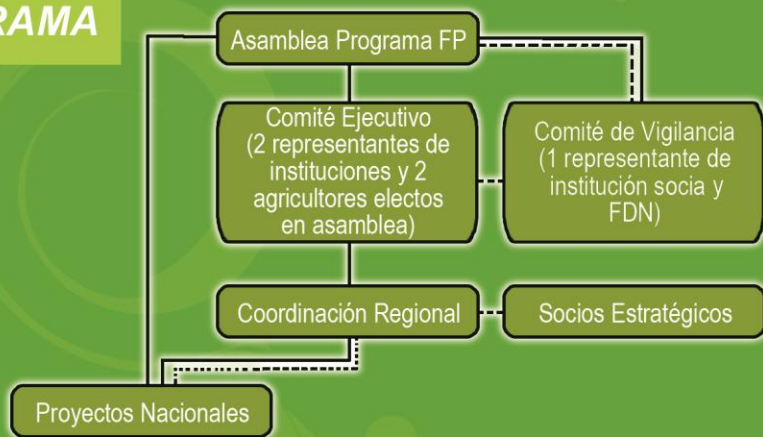 RAMA
Asamblea Programa FP
Comité Ejecutivo
(2 representantes de
instituciones y 2
agricultores electos
en asamblea)
Comité de Vigilancia
(1 representante de
institución socia y
FDN)
Coordinación Regional
Socios Estratégicos
Proyectos Nacionales